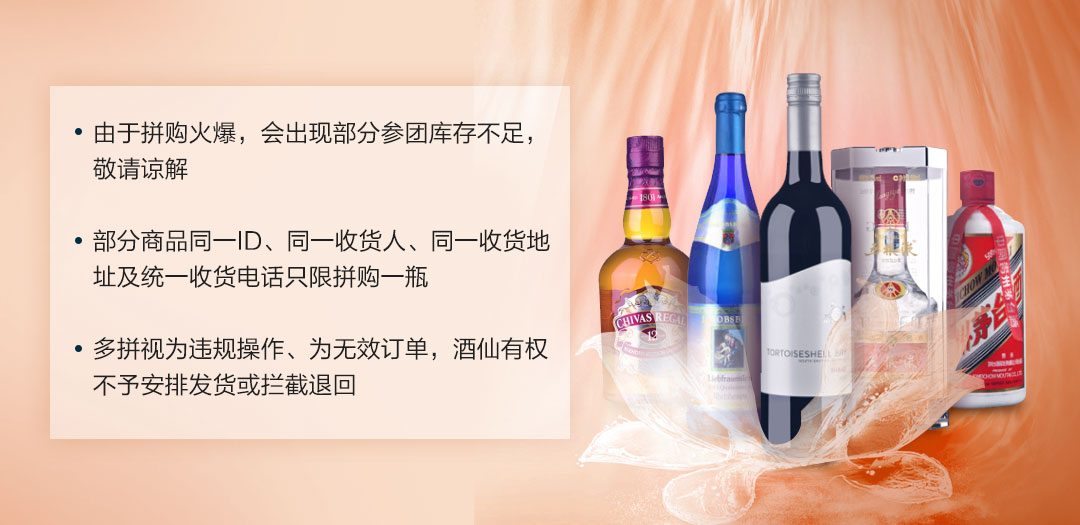 由于拼购火爆，会出现部分参团库存不足，
敬请谅解
部分商品同一ID、同一收货人、同一收货地
址及统一收货电话只限拼购一瓶
多拼视为违规操作、为无效订单，酒仙有权
不予安排发货或拦截退回
1801
CHIVAS REGAL
12
Liebfraumilch
TORTOISESHELL BAY